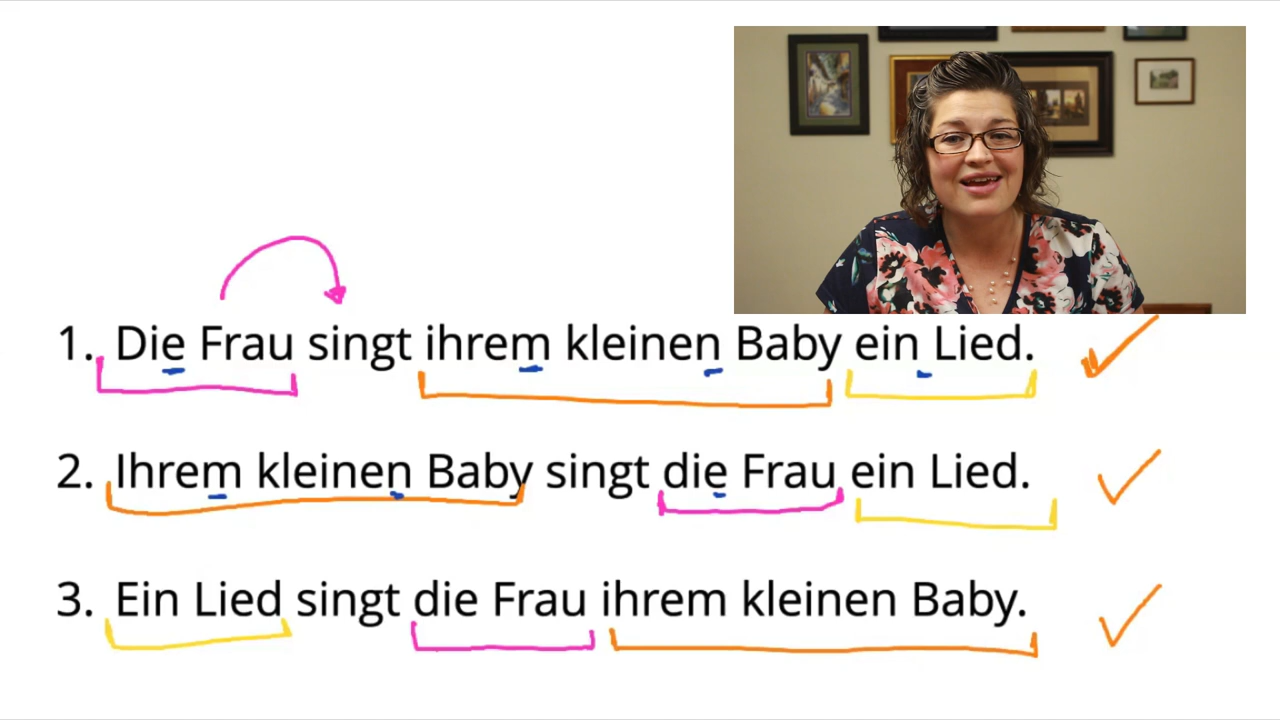 1. Die Frau singt ihrem kleinen Baby ein Lied.
2. Ihrem kleinen Baby singt die Frau ein Lied.
3. Ein Lied singt die Frau ihrem kleinen Baby.